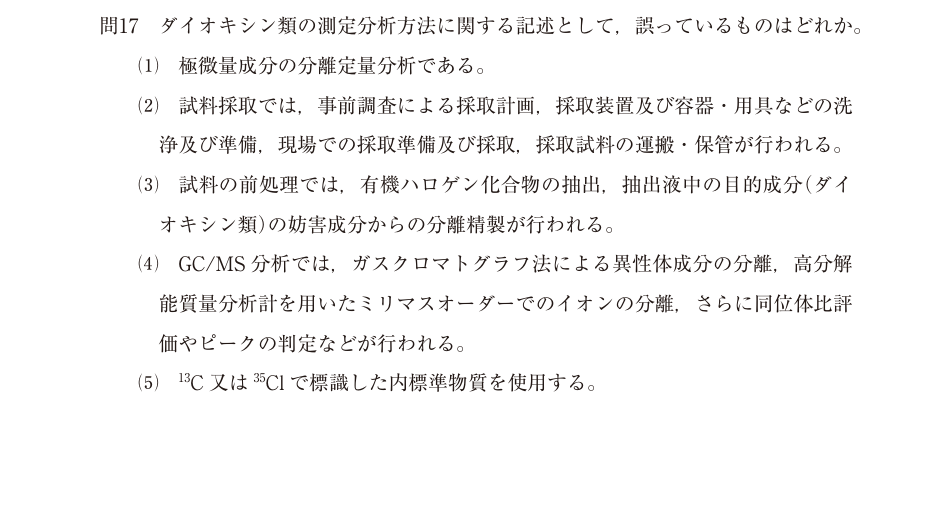 問17　ダイオキシン類の測定分析方法に関する記述として，誤っているものはどれか。
⑴　極微量成分の分離定量分析である。
⑵　試料採取では，事前調査による採取計画，採取装置及び容器・用具などの洗
浄及び準備，現場での採取準備及び採取，採取試料の運搬・保管が行われる。
⑶　試料の前処理では，有機ハロゲン化合物の抽出，抽出液中の目的成分(ダイ
オキシン類)の妨害成分からの分離精製が行われる。
⑷　GC/MS 分析では，ガスクロマトグラフ法による異性体成分の分離，高分解
能質量分析計を用いたミリマスオーダーでのイオンの分離，さらに同位体比評
価やピークの判定などが行われる。
⑸　¹³C 又は ³⁵Cl で標識した内標準物質を使用する。